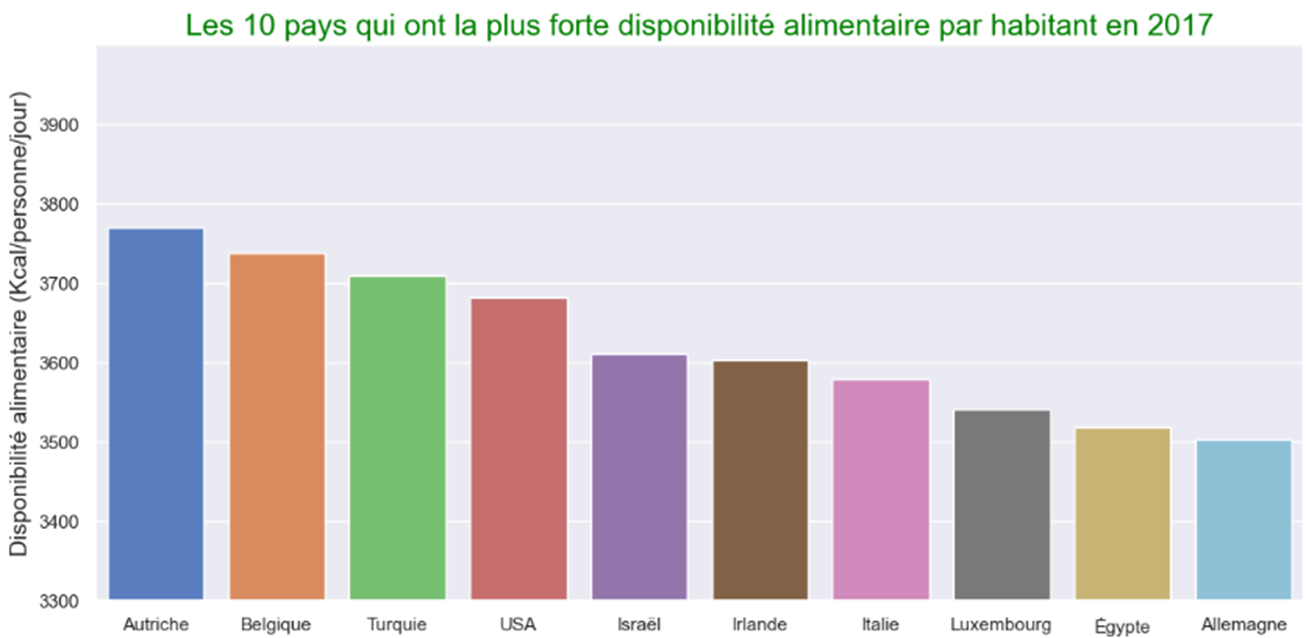 Les 10 pays qui ont la plus forte disponibilité alimentaire par habitant en 2017
Disponibilité alimentaire (Kcal/personne/jour)
3900
3800
3700
3600
3500
3400
3300
Autriche Belgique Turquie USA Israël Irlande Italie Luxembourg Égypte Allemagne